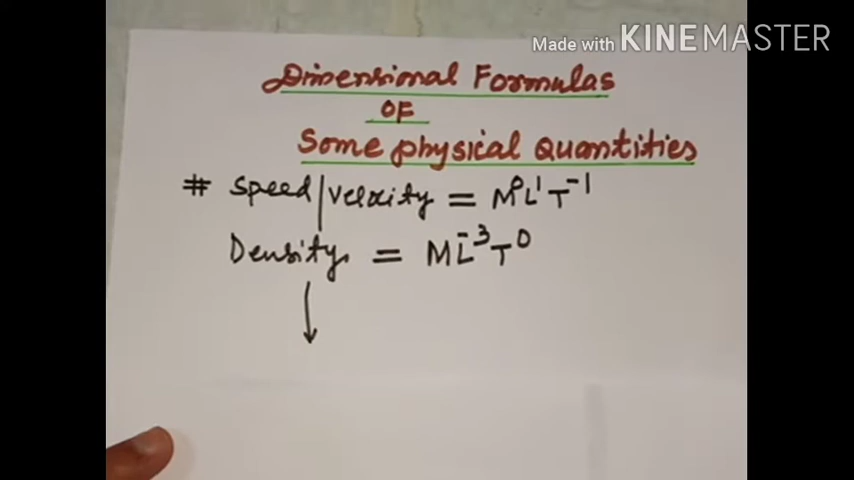 Made with KINEMASTER
Dimensional Formulas
OF
Some physical Quantities
# Speed | Velocity = M⁰L¹T⁻¹
Density = ML⁻³T⁰